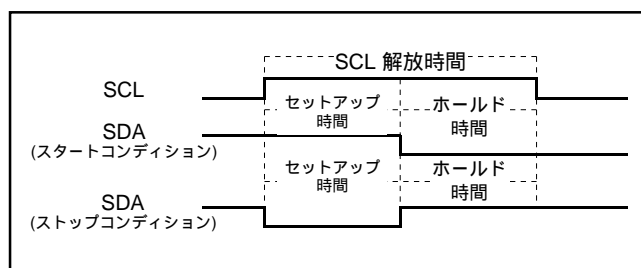 SCL 解放時間
SCL
セットアップ
時間
ホールド
時間
SDA
(スタートコンディション)
セットアップ
時間
ホールド
時間
SDA
(ストップコンディション)